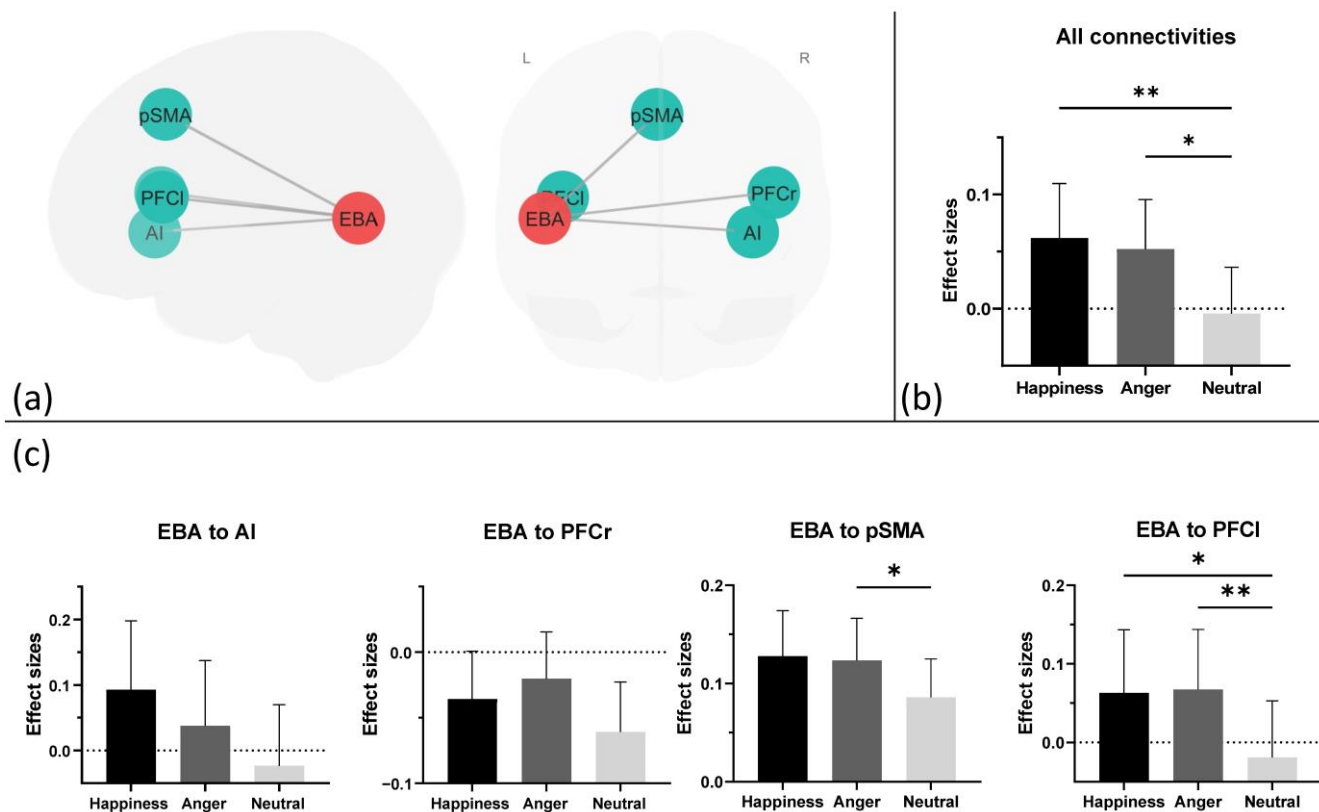 L
R
pSMA
pSMA
PFCl
PFCl
PFCr
EBA
EBA
AI
AI
(a)
All connectivities
**
*
Effect sizes
0.1
0.0
Happiness
Anger
Neutral
(b)
(c)
EBA to AI
Effect sizes
0.2
0.1
0.0
Happiness
Anger
Neutral
EBA to PFCr
Effect sizes
0.0
−0.1
Happiness
Anger
Neutral
EBA to pSMA
*
Effect sizes
0.2
0.1
0.0
Happiness
Anger
Neutral
EBA to PFCl
*
**
Effect sizes
0.2
0.1
0.0
Happiness
Anger
Neutral